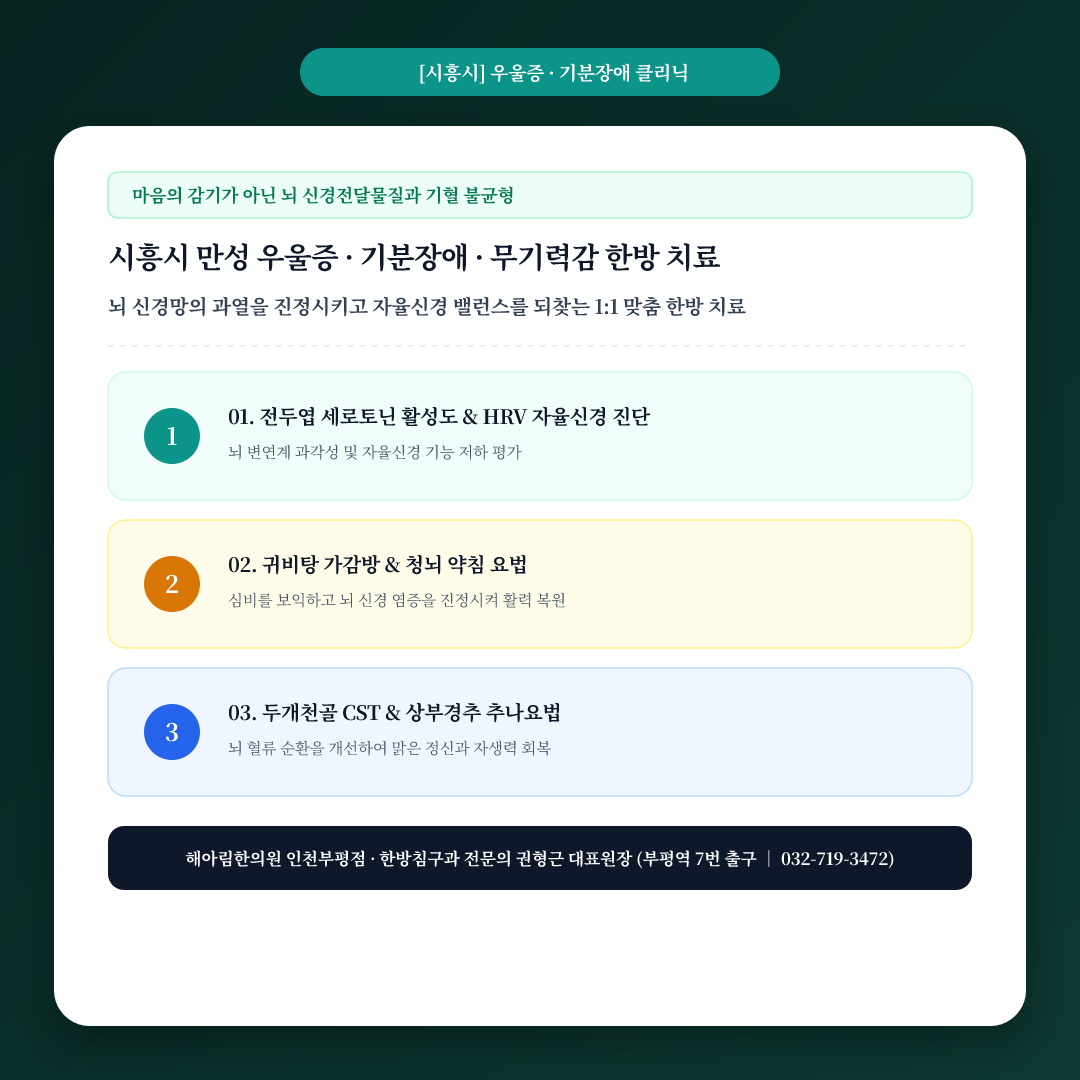 [시흥시] 우울증 · 기분장애 클리닉
마음의 감기가 아닌 뇌 신경전달물질과 기혈 불균형
시흥시 만성 우울증 · 기분장애 · 무기력감 한방 치료
뇌 신경망의 과열을 진정시키고 자율신경 밸런스를 되찾는 1:1 맞춤 한방 치료
1
01. 전두엽 세로토닌 활성도 & HRV 자율신경 진단
뇌 변연계 과각성 및 자율신경 기능 저하 평가
2
02. 귀비탕 가감방 & 청뇌 약침 요법
심비를 보익하고 뇌 신경 염증을 진정시켜 활력 복원
3
03. 두개천골 CST & 상부경추 추나요법
뇌 혈류 순환을 개선하여 맑은 정신과 자생력 회복
해아림한의원 인천부평점 · 한방침구과 전문의 권형근 대표원장 (부평역 7번 출구 | 032-719-3472)